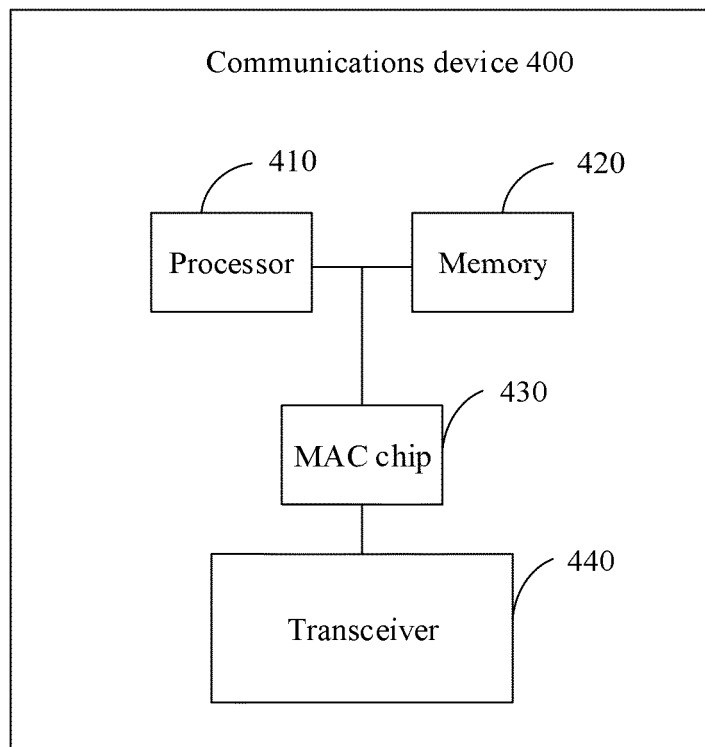 Communications device 400
410
420
Processor
Memory
430
MAC chip
440
Transceiver